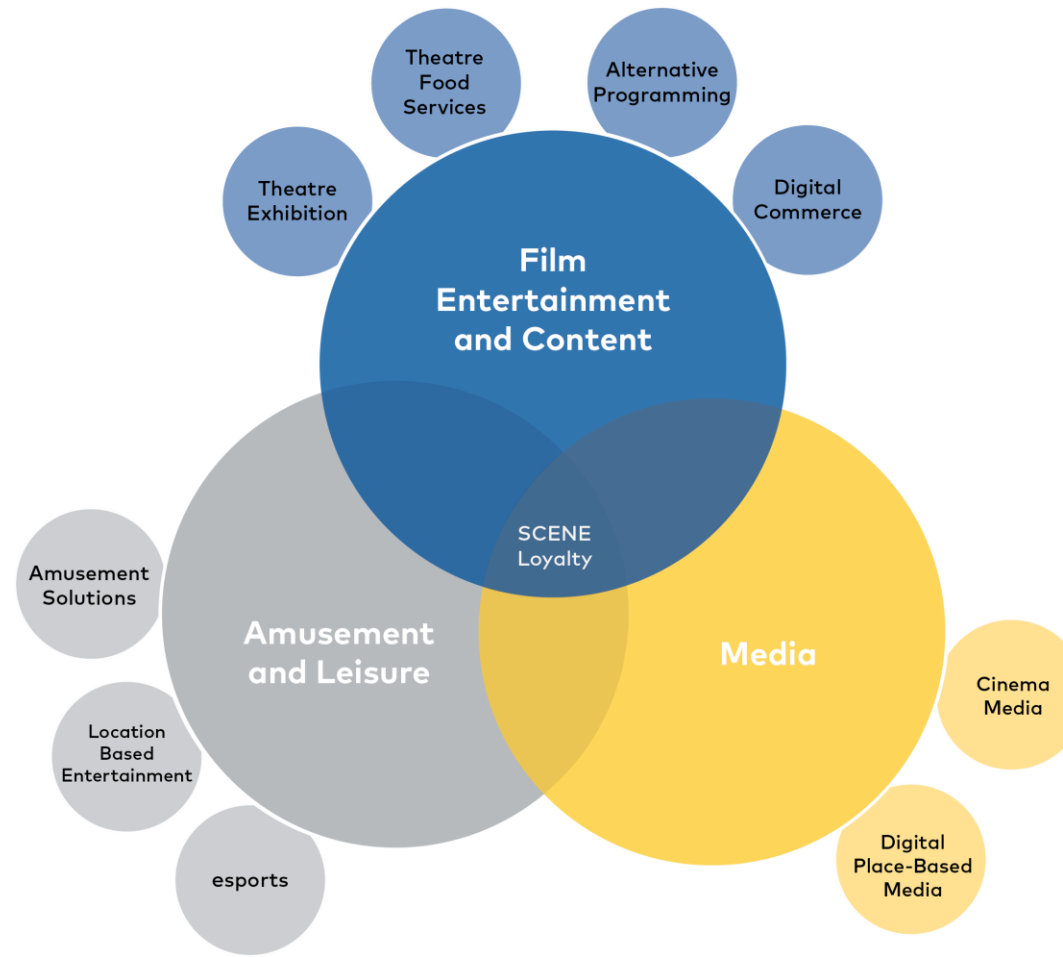 Theatre
Food
Services
Alternative
Programming
Theatre
Exhibition
Digital
Commerce
Film
Entertainment
and Content
SCENE
Loyalty
Amusement
Solutions
Amusement
and Leisure
Media
Cinema
Media
Location
Based
Entertainment
esports
Digital
Place-Based
Media